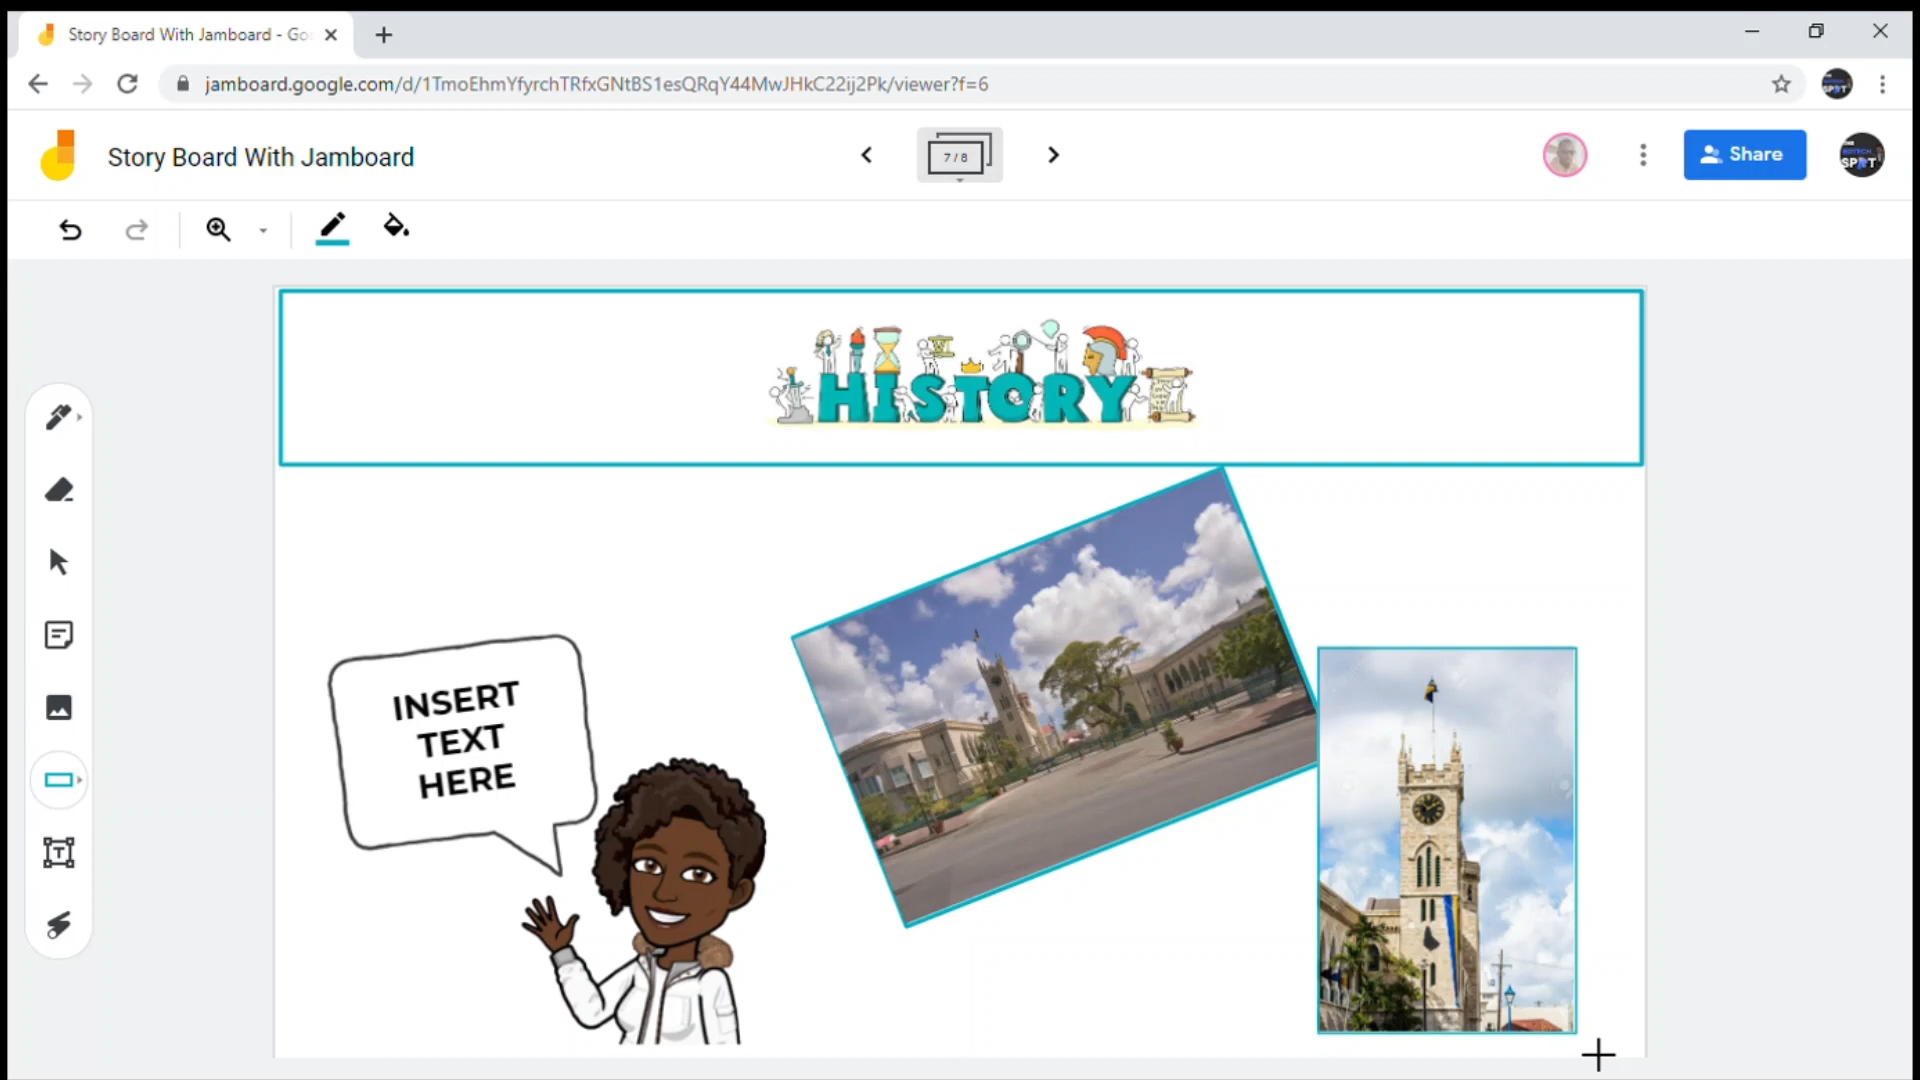 Story Board With Jamboard - Go
jamboard.google.com/d/1TmoEhmYfyrchTRfxGNtBS1esQRqY44MwJHkC22ij2Pk/viewer?f=6
Story Board With Jamboard
7 / 8
Share
HISTORY
INSERT
TEXT
HERE